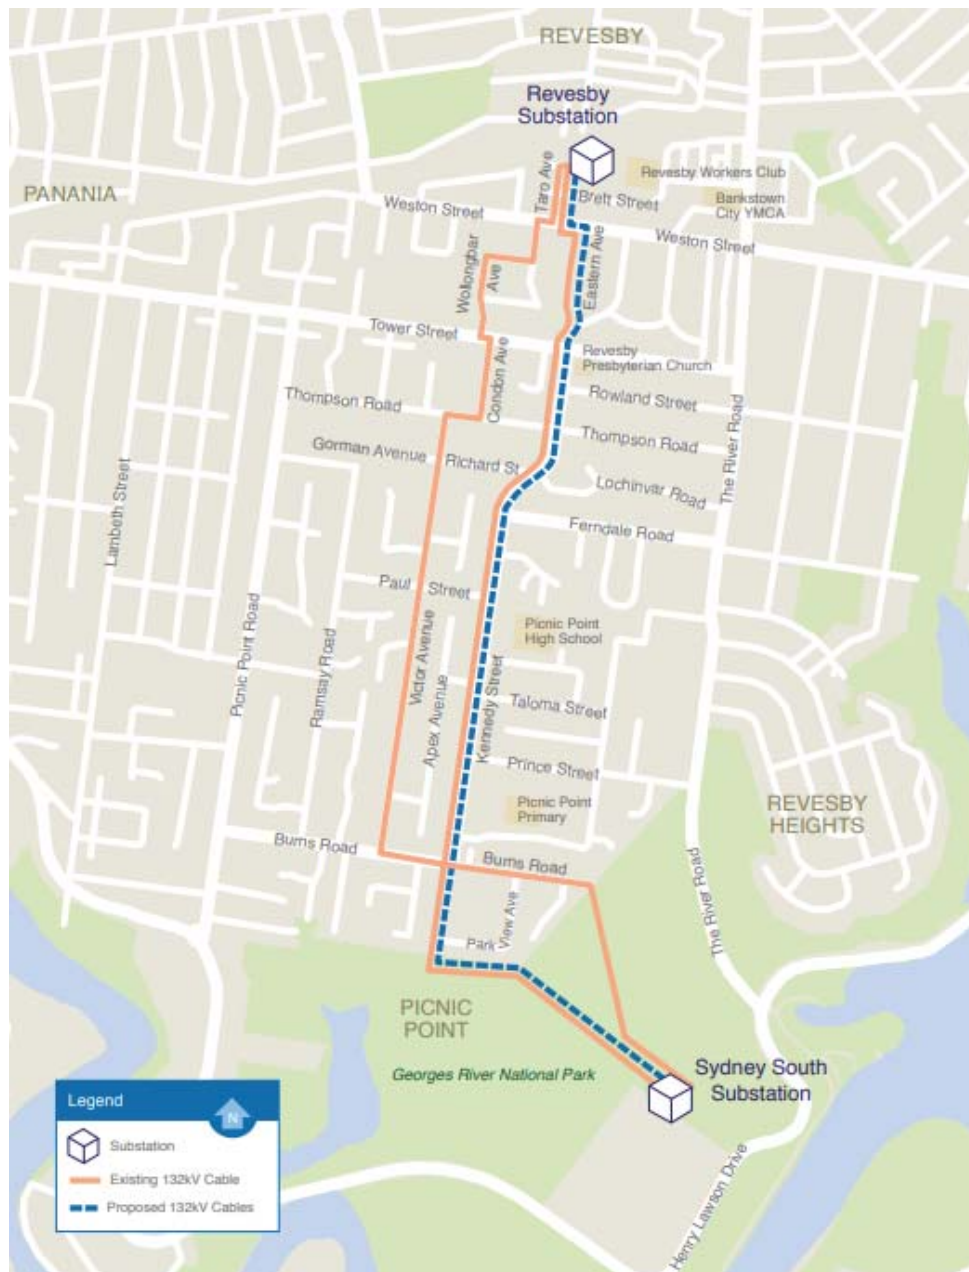 REVESBY
Revesby
Substation
Taro Ave
Revesby Workers Club
PANANIA
Brett Street
Bankstown
City YMCA
Weston Street
Weston Street
Wollongbar
Ave
Eastern Ave
Tower Street
Revesby
Presbyterian Church
Condon Ave
Thompson Road
Rowland Street
The River Road
Gorman Avenue
Richard St
Thompson Road
Lambeth Street
Lochinvar Road
Ferndale Road
Paul Street
Picnic Point Road
Ramsay Road
Victor Avenue
Picnic Point
High School
Apex Avenue
Kennedy Street
Taloma Street
Prince Street
Picnic Point
Primary
REVESBY
HEIGHTS
Burns Road
Burns Road
The River Road
Park
View Ave
PICNIC
POINT
Georges River National Park
Sydney South
Substation
Henry Lawson Drive
Legend
N
Substation
Existing 132kV Cable
Proposed 132kV Cables